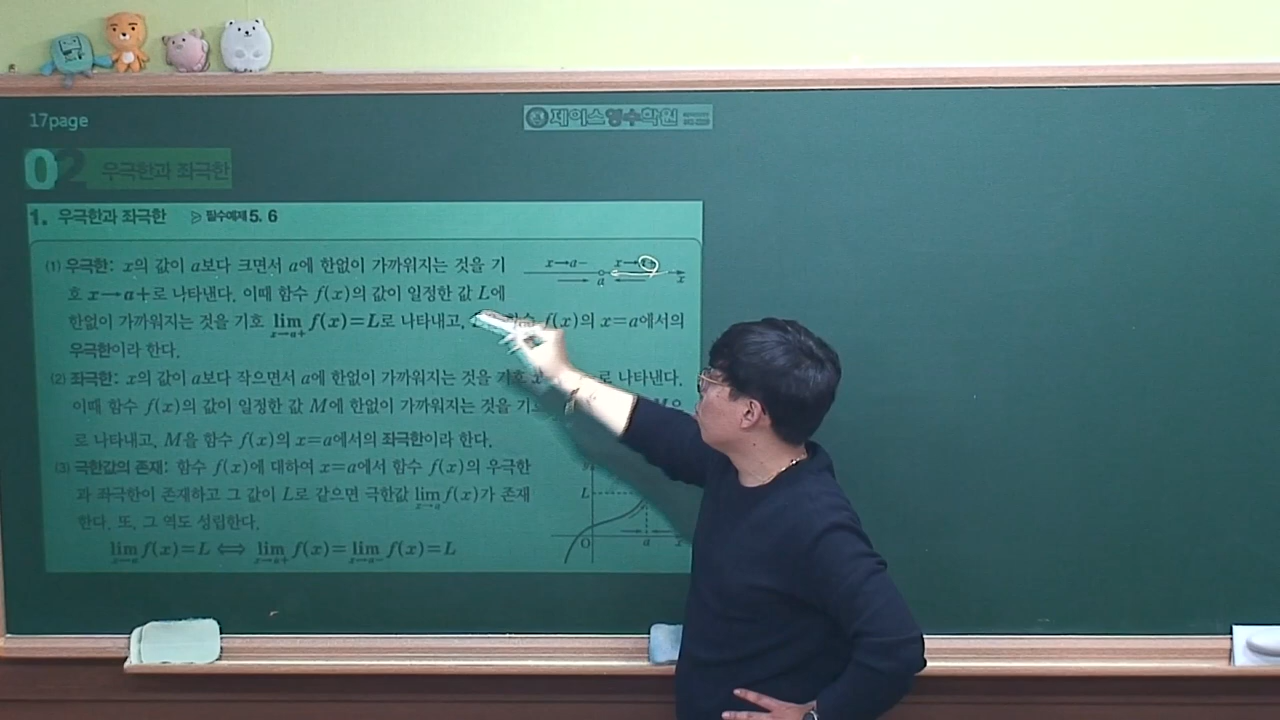 17page
제이스영수학원
02 우극한과 좌극한
1. 우극한과 좌극한 ≫ 필수예제 5, 6
(1) 우극한: x의 값이 a보다 크면서 a에 한없이 가까워지는 것을 기
호 x→a+로 나타낸다. 이때 함수 f(x)의 값이 일정한 값 L에
한없이 가까워지는 것을 기호 lim x→a+ f(x)=L로 나타내고, 함수 f(x)의 x=a에서의
우극한이라 한다.
x→a- x→
a x
(2) 좌극한: x의 값이 a보다 작으면서 a에 한없이 가까워지는 것을 기호 x 로 나타낸다.
이때 함수 f(x)의 값이 일정한 값 M에 한없이 가까워지는 것을 기호 M으
로 나타내고, M을 함수 f(x)의 x=a에서의 좌극한이라 한다.
(3) 극한값의 존재: 함수 f(x)에 대하여 x=a에서 함수 f(x)의 우극한
과 좌극한이 존재하고 그 값이 L로 같으면 극한값 lim x→a f(x)가 존재
한다. 또, 그 역도 성립한다.
lim x→a f(x)=L ⟺ lim x→a+ f(x)=lim x→a- f(x)=L
L
O a x